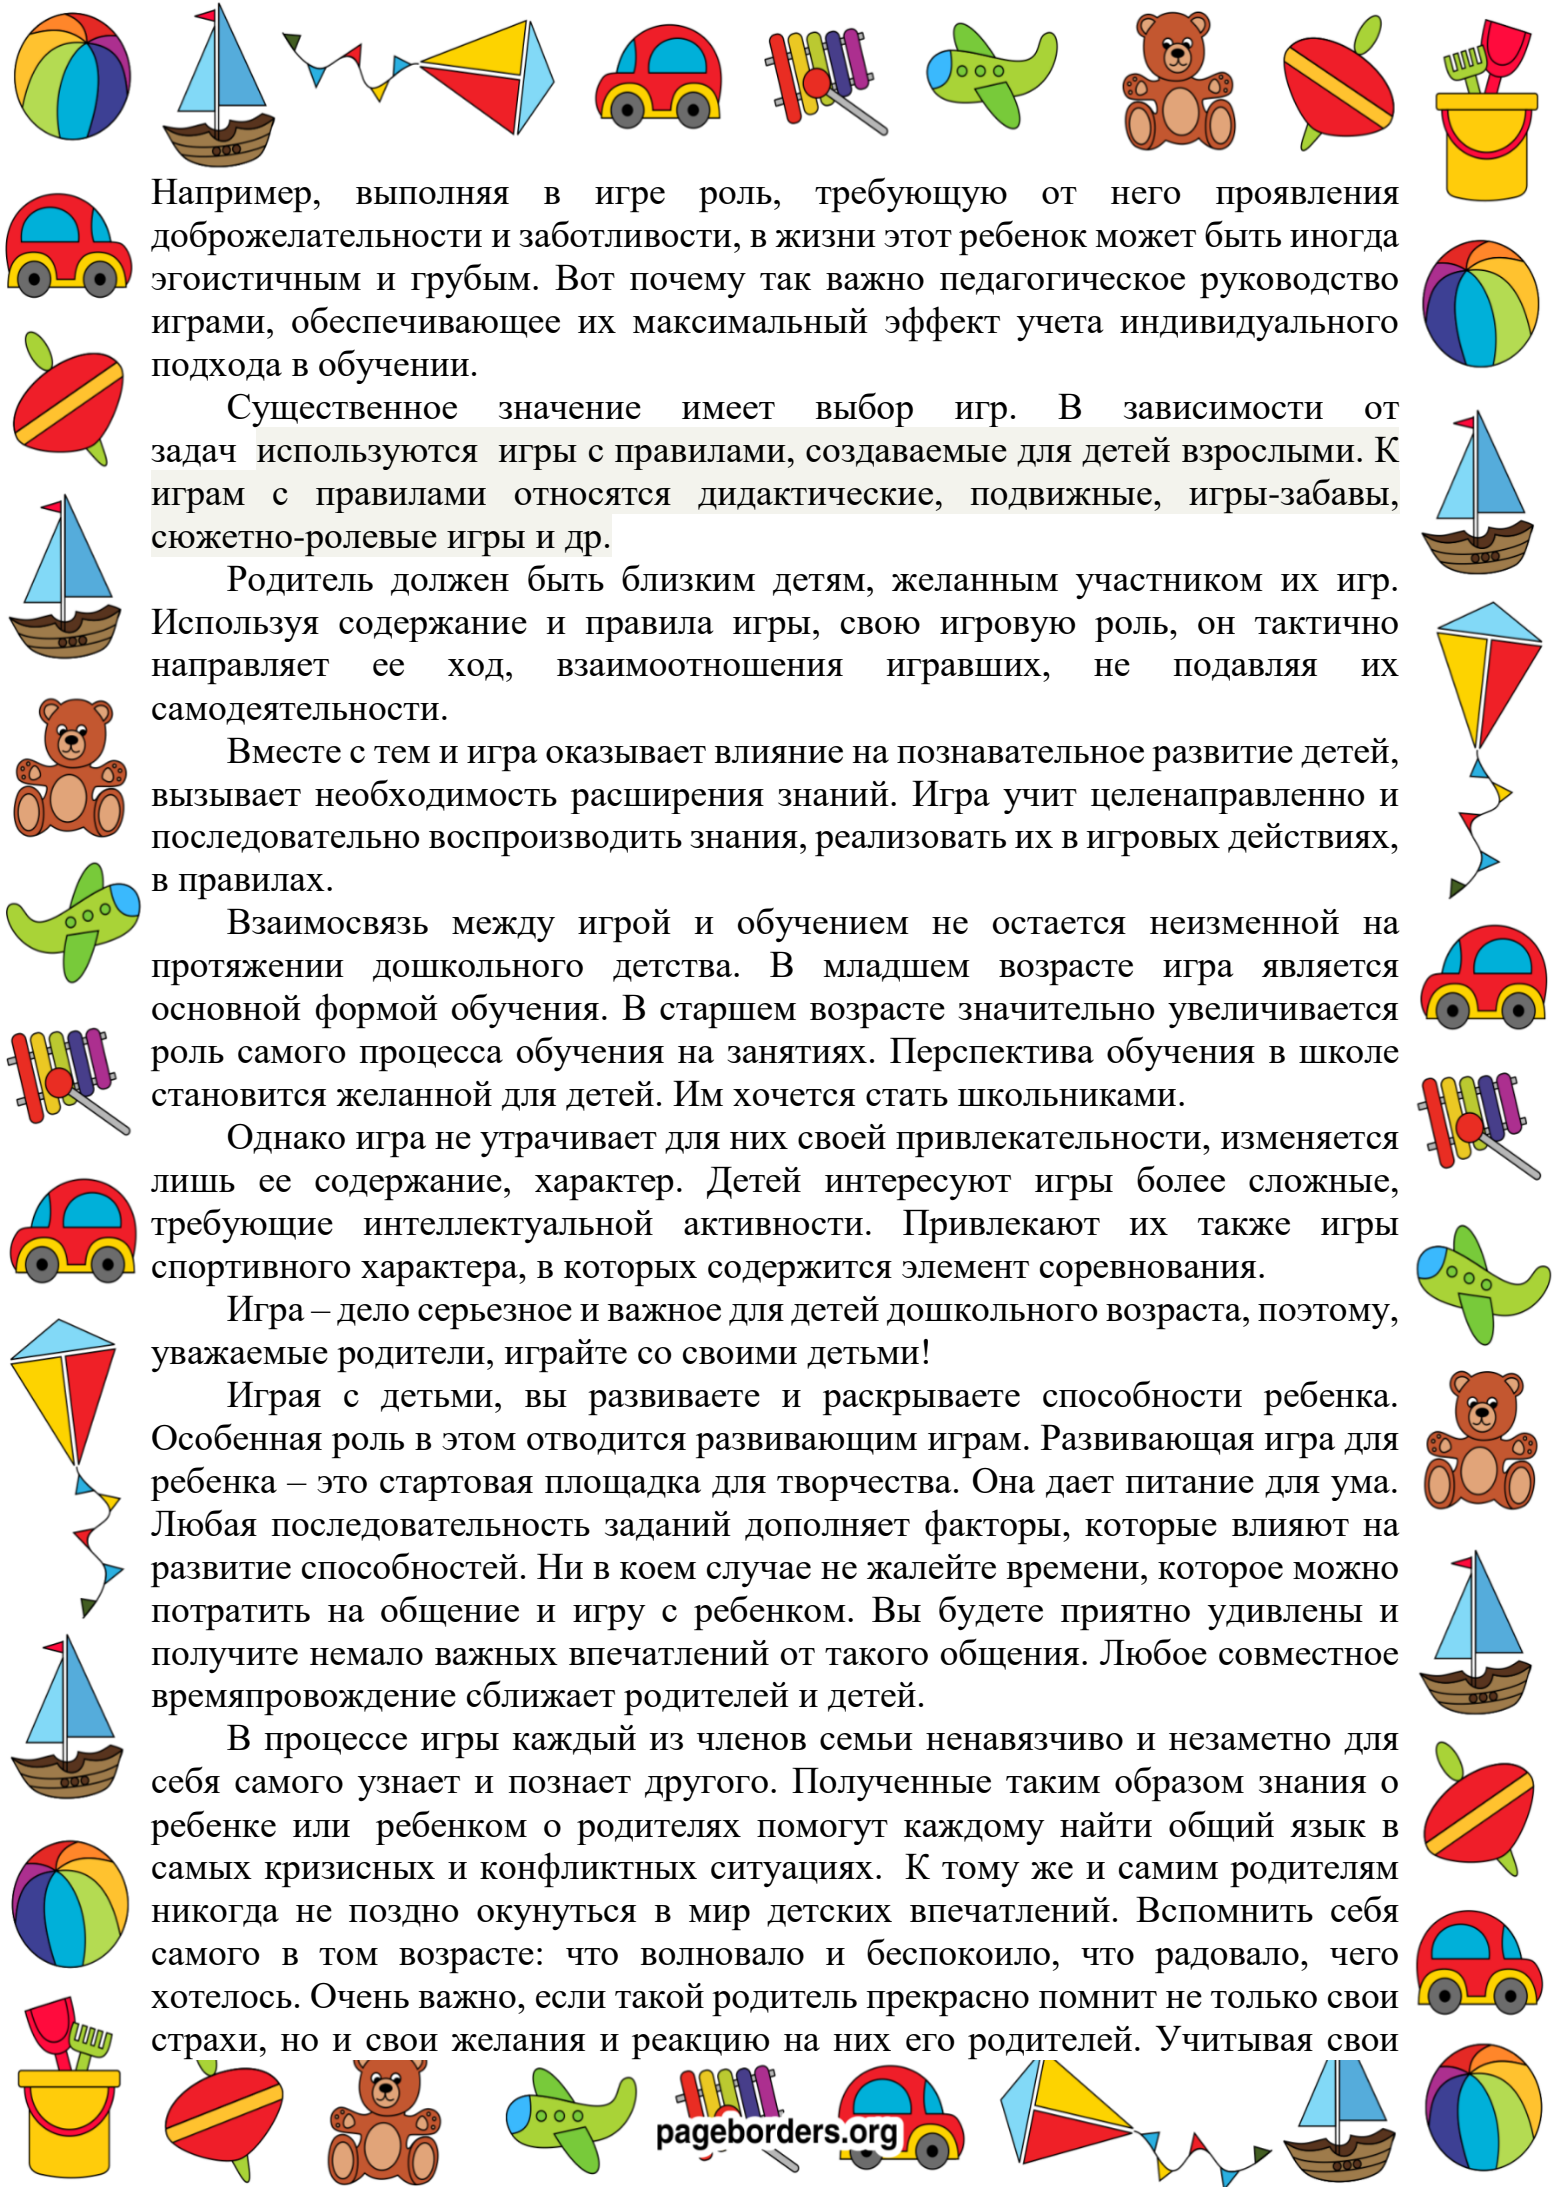 Например, выполняя в игре роль, требующую от него проявления
доброжелательности и заботливости, в жизни этот ребенок может быть иногда
эгоистичным и грубым. Вот почему так важно педагогическое руководство
играми, обеспечивающее их максимальный эффект учета индивидуального
подхода в обучении.
Существенное значение имеет выбор игр. В зависимости от
задач используются игры с правилами, создаваемые для детей взрослыми. К
играм с правилами относятся дидактические, подвижные, игры-забавы,
сюжетно-ролевые игры и др.
Родитель должен быть близким детям, желанным участником их игр.
Используя содержание и правила игры, свою игровую роль, он тактично
направляет ее ход, взаимоотношения игравших, не подавляя их
самодеятельности.
Вместе с тем и игра оказывает влияние на познавательное развитие детей,
вызывает необходимость расширения знаний. Игра учит целенаправленно и
последовательно воспроизводить знания, реализовать их в игровых действиях,
в правилах.
Взаимосвязь между игрой и обучением не остается неизменной на
протяжении дошкольного детства. В младшем возрасте игра является
основной формой обучения. В старшем возрасте значительно увеличивается
роль самого процесса обучения на занятиях. Перспектива обучения в школе
становится желанной для детей. Им хочется стать школьниками.
Однако игра не утрачивает для них своей привлекательности, изменяется
лишь ее содержание, характер. Детей интересуют игры более сложные,
требующие интеллектуальной активности. Привлекают их также игры
спортивного характера, в которых содержится элемент соревнования.
Игра – дело серьезное и важное для детей дошкольного возраста, поэтому,
уважаемые родители, играйте со своими детьми!
Играя с детьми, вы развиваете и раскрываете способности ребенка.
Особенная роль в этом отводится развивающим играм. Развивающая игра для
ребенка – это стартовая площадка для творчества. Она дает питание для ума.
Любая последовательность заданий дополняет факторы, которые влияют на
развитие способностей. Ни в коем случае не жалейте времени, которое можно
потратить на общение и игру с ребенком. Вы будете приятно удивлены и
получите немало важных впечатлений от такого общения. Любое совместное
времяпровождение сближает родителей и детей.
В процессе игры каждый из членов семьи ненавязчиво и незаметно для
себя самого узнает и познает другого. Полученные таким образом знания о
ребенке или ребенком о родителях помогут каждому найти общий язык в
самых кризисных и конфликтных ситуациях. К тому же и самим родителям
никогда не поздно окунуться в мир детских впечатлений. Вспомнить себя
самого в том возрасте: что волновало и беспокоило, что радовало, чего
хотелось. Очень важно, если такой родитель прекрасно помнит не только свои
страхи, но и свои желания и реакцию на них его родителей. Учитывая свои
pageborders.org